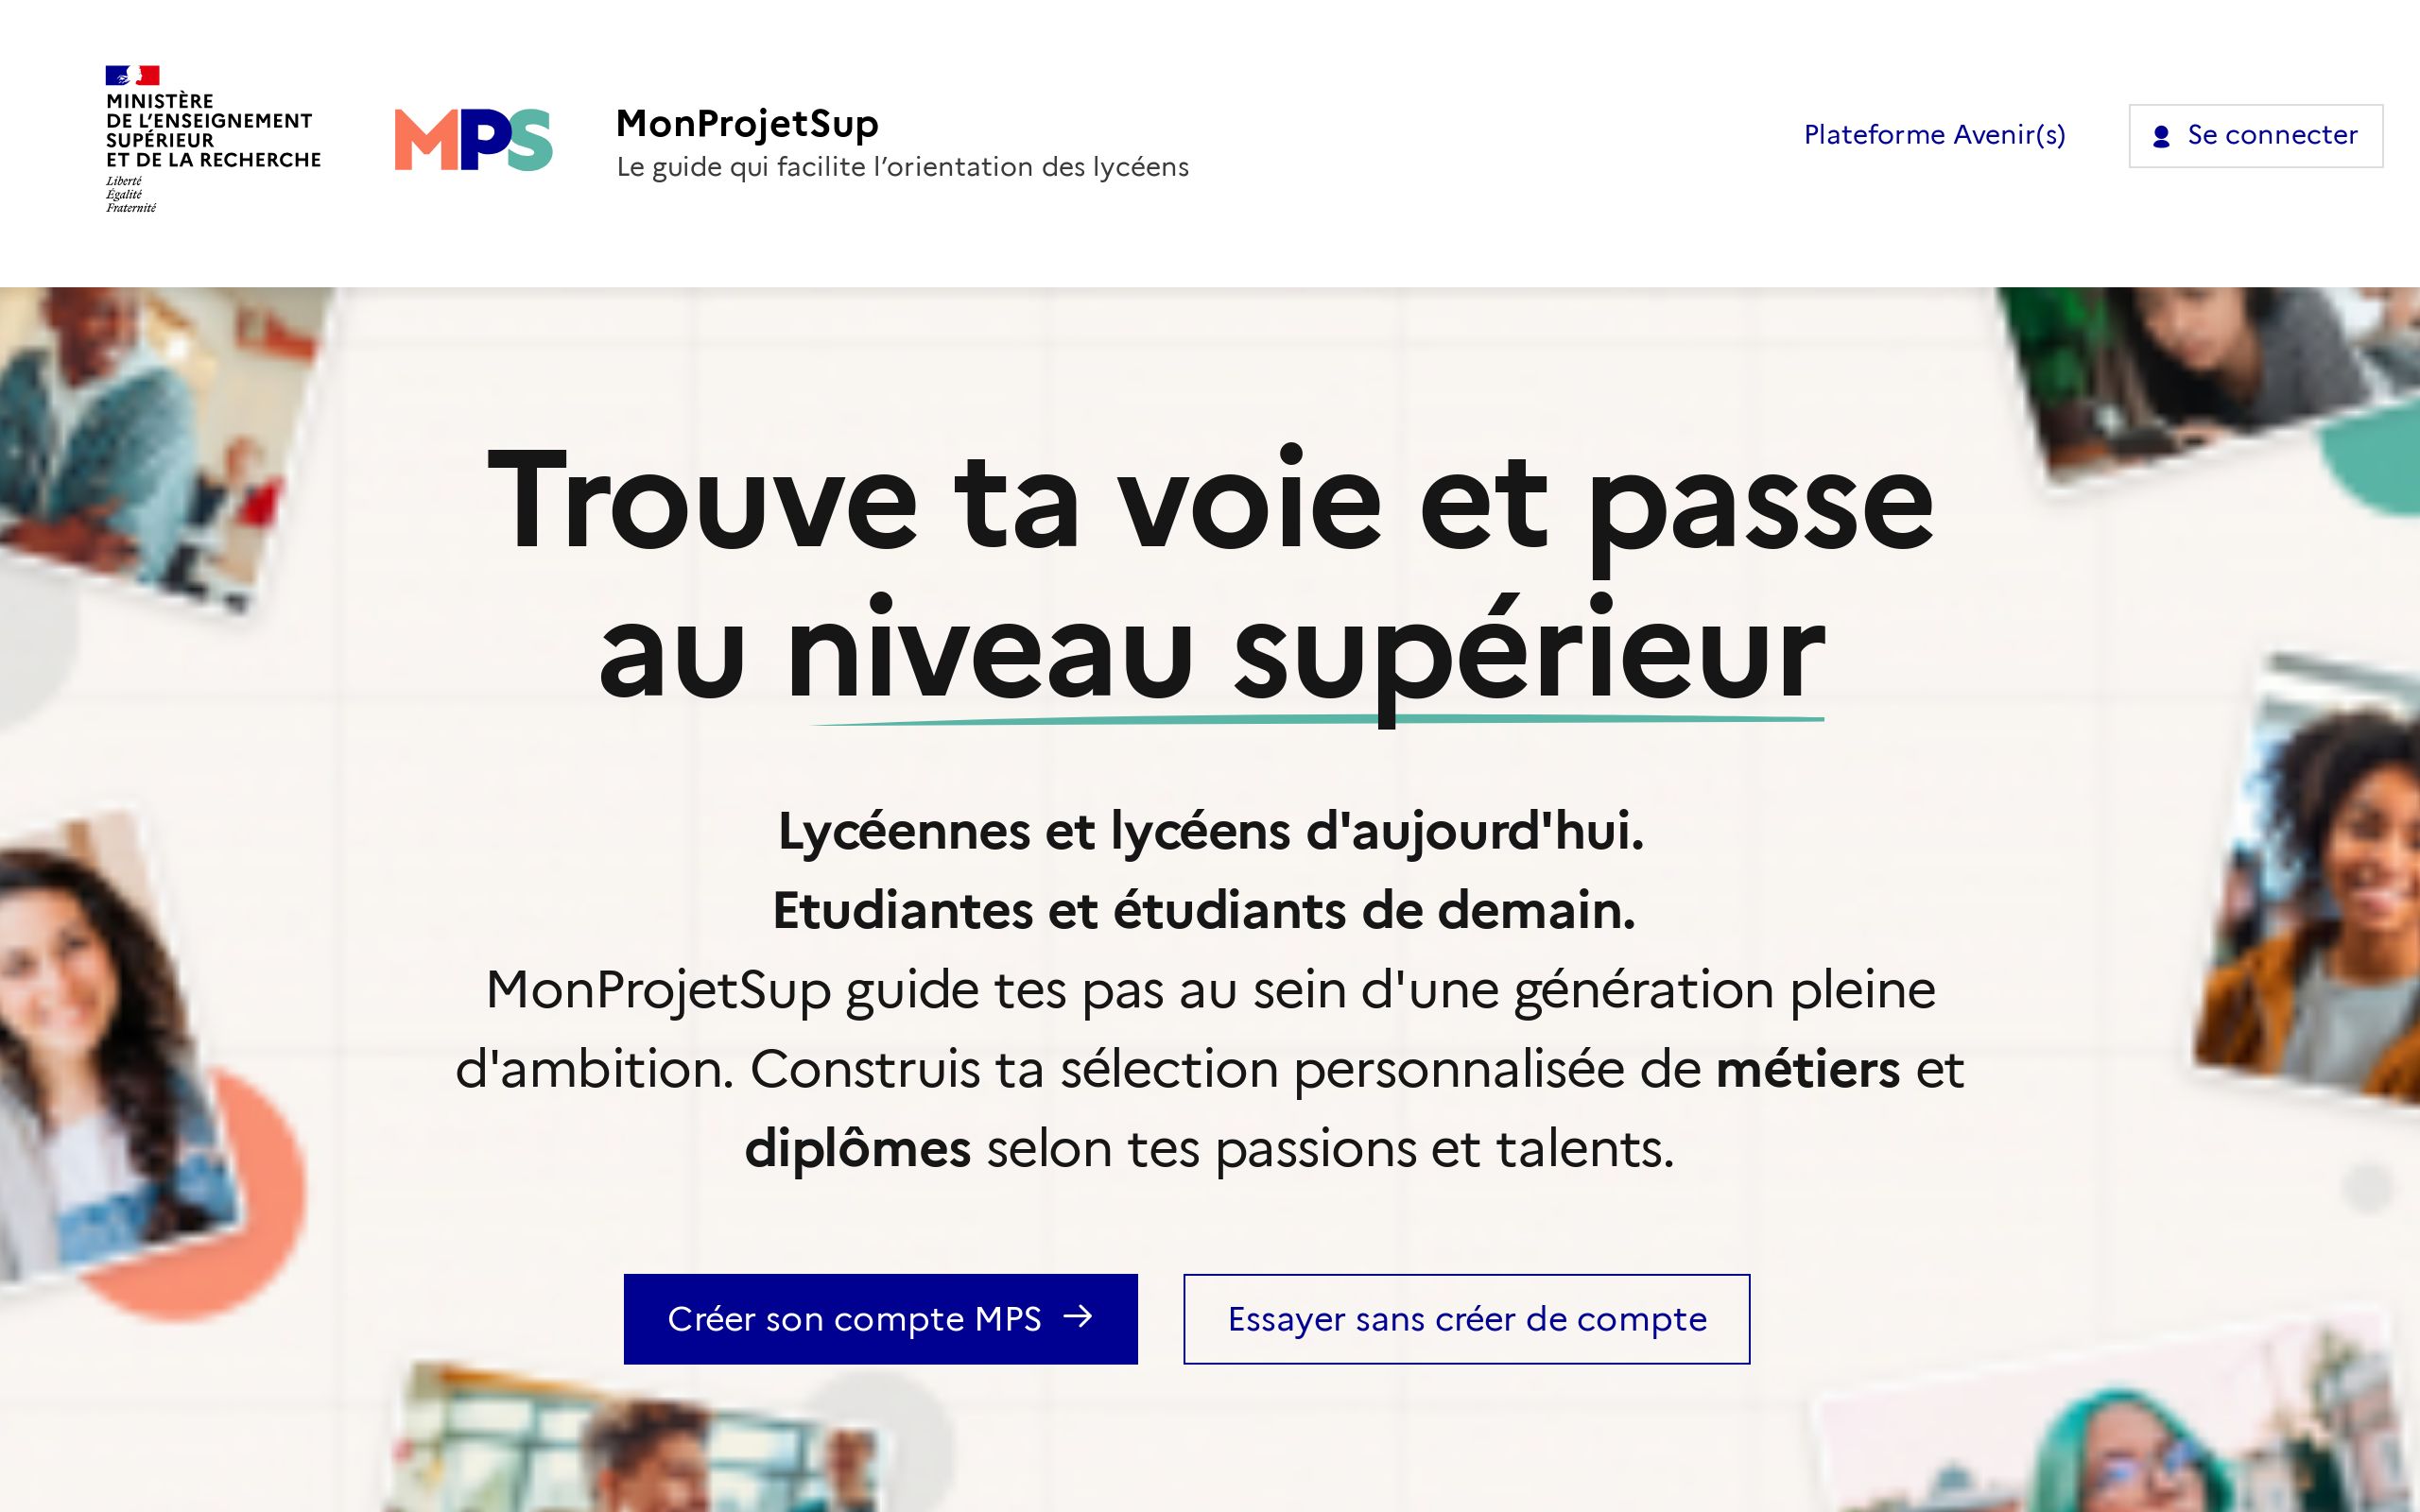 MINISTÈRE
DE L'ENSEIGNEMENT
SUPÉRIEUR
ET DE LA RECHERCHE
Liberté
Égalité
Fraternité
MPS
MonProjetSup
Le guide qui facilite l'orientation des lycéens
Plateforme Avenir(s)
Se connecter
Trouve ta voie et passe
au niveau supérieur
Lycéennes et lycéens d'aujourd'hui.
Etudiantes et étudiants de demain.
MonProjetSup guide tes pas au sein d'une génération pleine
d'ambition. Construis ta sélection personnalisée de métiers et
diplômes selon tes passions et talents.
Créer son compte MPS →
Essayer sans créer de compte